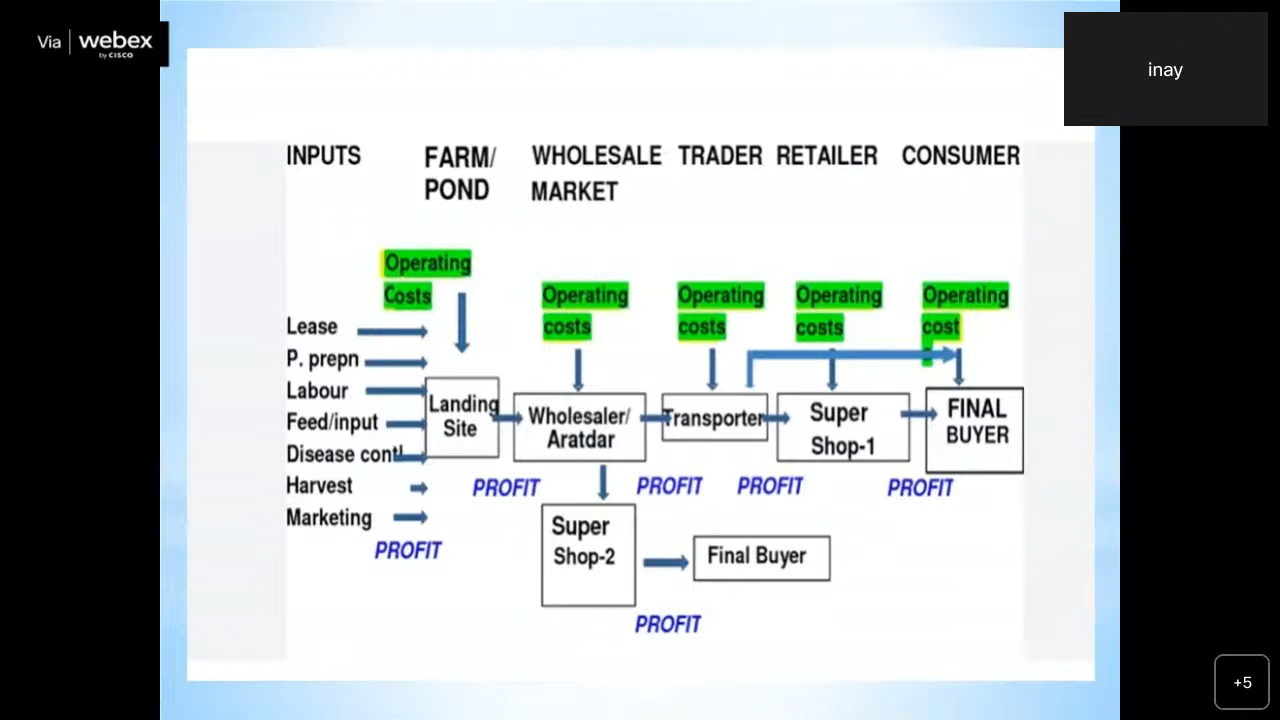 Via | webex
by CISCO
inay
INPUTS
FARM/
POND
WHOLESALE
MARKET
TRADER
RETAILER
CONSUMER
Operating
Costs
Operating
costs
Operating
costs
Operating
costs
Operating
cost
Lease
P. prepn
Labour
Feed/input
Disease contl
Harvest
Marketing
Landing
Site
Wholesaler/
Aratdar
Transporter
Super
Shop-1
FINAL
BUYER
PROFIT
PROFIT
PROFIT
PROFIT
PROFIT
Super
Shop-2
Final Buyer
PROFIT
+5